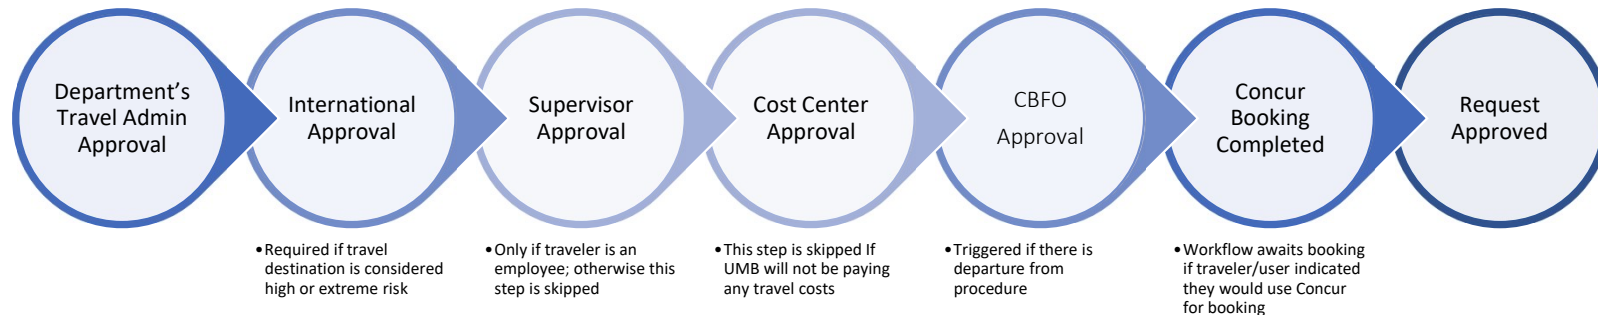 Department’s
Travel Admin
Approval
International
Approval
Supervisor
Approval
Cost Center
Approval
CBFO
Approval
Concur
Booking
Completed
Request
Approved
•Required if travel
destination is considered
high or extreme risk
•Only if traveler is an
employee; otherwise this
step is skipped
•This step is skipped If
UMB will not be paying
any travel costs
•Triggered if there is
departure from
procedure
•Workflow awaits booking
if traveler/user indicated
they would use Concur
for booking